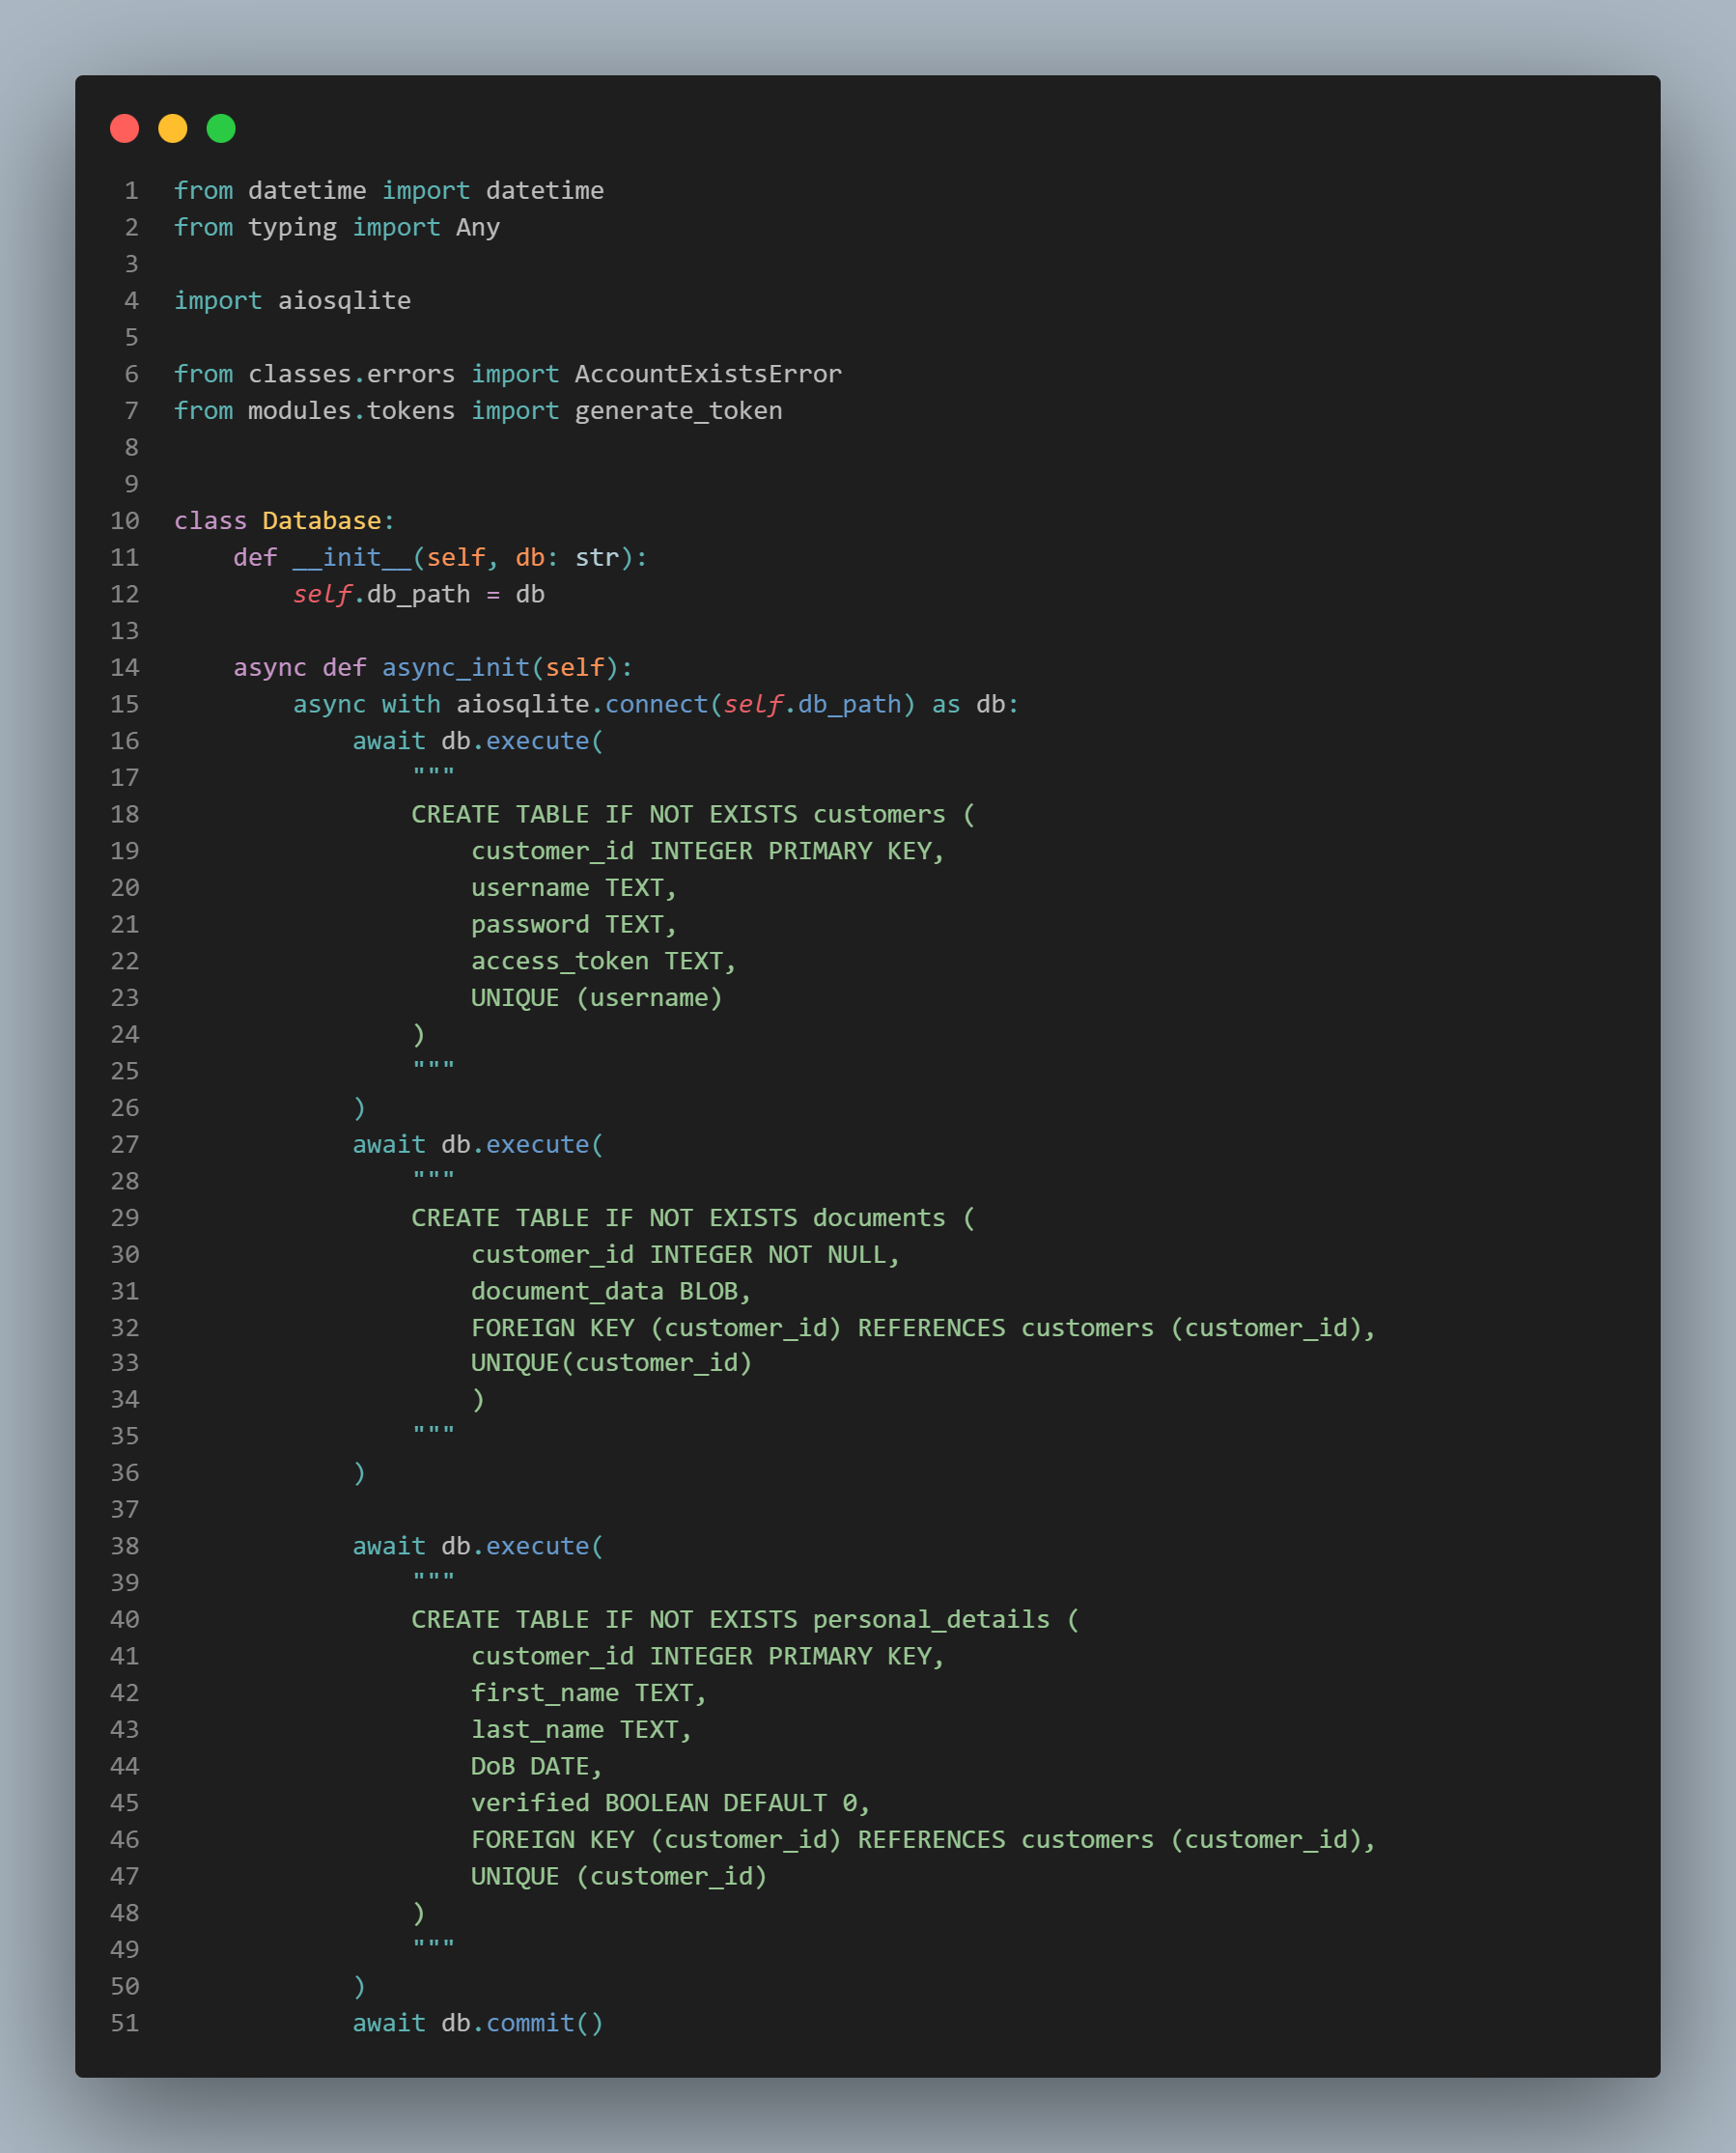 1 from datetime import datetime
2 from typing import Any
3
4 import aiosqlite
5
6 from classes.errors import AccountExistsError
7 from modules.tokens import generate_token
8
9
10 class Database:
11     def __init__(self, db: str):
12         self.db_path = db
13
14     async def async_init(self):
15         async with aiosqlite.connect(self.db_path) as db:
16             await db.execute(
17                 """
18                 CREATE TABLE IF NOT EXISTS customers (
19                     customer_id INTEGER PRIMARY KEY,
20                     username TEXT,
21                     password TEXT,
22                     access_token TEXT,
23                     UNIQUE (username)
24                 )
25                 """
26             )
27             await db.execute(
28                 """
29                 CREATE TABLE IF NOT EXISTS documents (
30                     customer_id INTEGER NOT NULL,
31                     document_data BLOB,
32                     FOREIGN KEY (customer_id) REFERENCES customers (customer_id),
33                     UNIQUE(customer_id)
34                     )
35                 """
36             )
37
38             await db.execute(
39                 """
40                 CREATE TABLE IF NOT EXISTS personal_details (
41                     customer_id INTEGER PRIMARY KEY,
42                     first_name TEXT,
43                     last_name TEXT,
44                     DoB DATE,
45                     verified BOOLEAN DEFAULT 0,
46                     FOREIGN KEY (customer_id) REFERENCES customers (customer_id),
47                     UNIQUE (customer_id)
48                 )
49                 """
50             )
51             await db.commit()